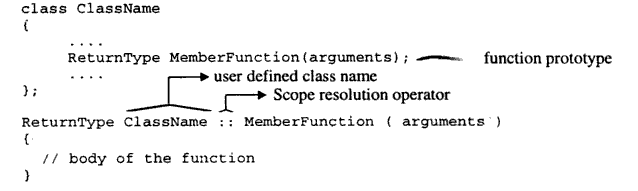 class ClassName
{
....
ReturnType MemberFunction(arguments); function prototype
....
user defined class name
};
Scope resolution operator
ReturnType ClassName :: MemberFunction ( arguments )
{
// body of the function
}